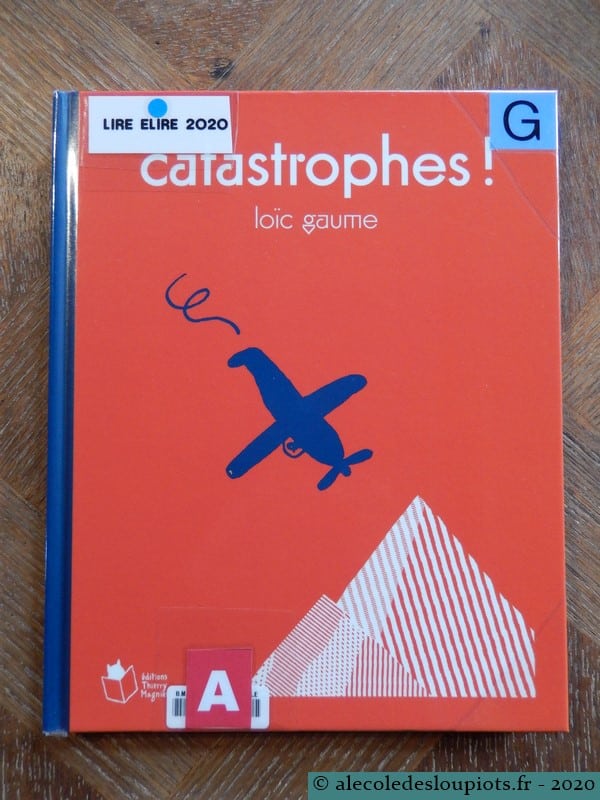 LIRE ELIRE 2020
G
catastrophes !
loïc gaume
éditions
Thierry
A
© alecoledesloupiots.fr - 2020